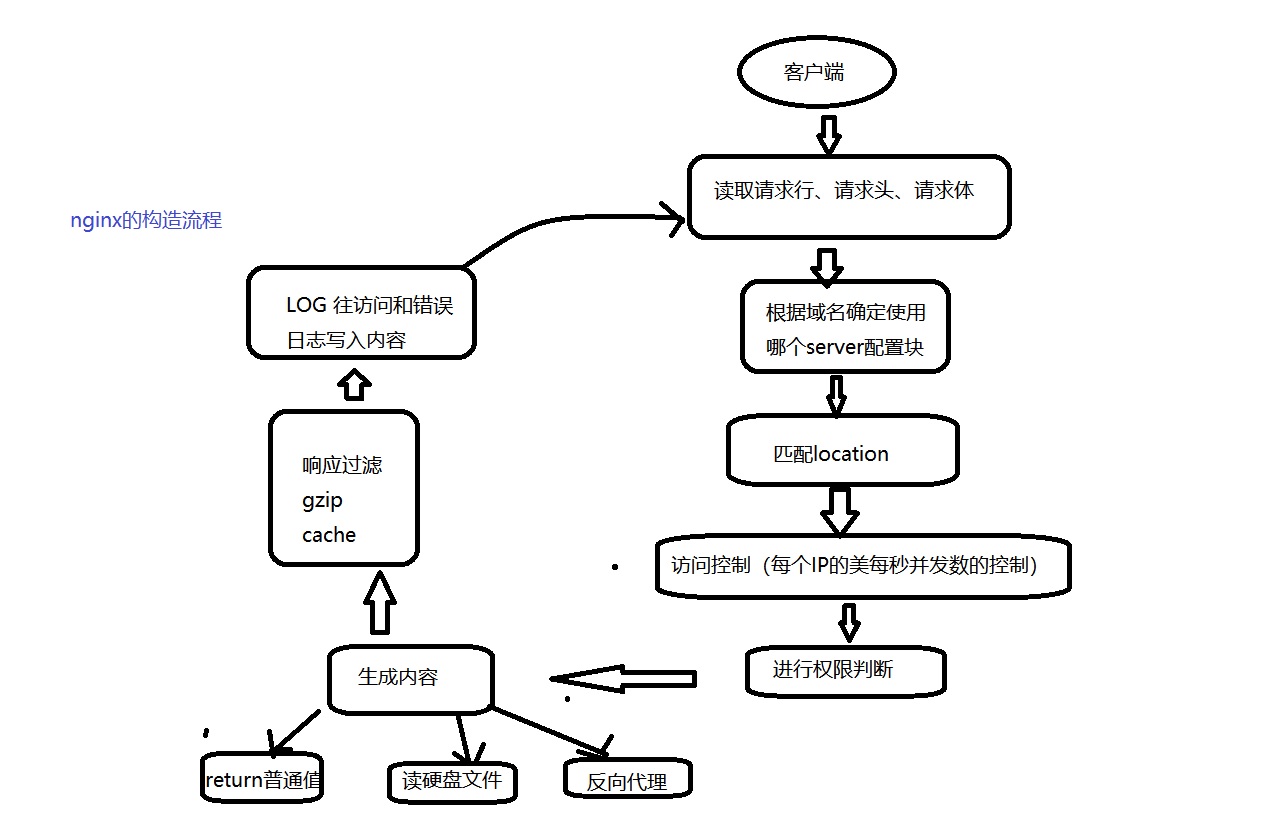 客户端
读取请求行、请求头、请求体
nginx的构造流程
LOG 往访问和错误
日志写入内容
根据域名确定使用
哪个server配置块
匹配location
响应过滤
gzip
cache
访问控制（每个IP的美每秒并发数的控制）
进行权限判断
生成内容
return普通值
读硬盘文件
反向代理